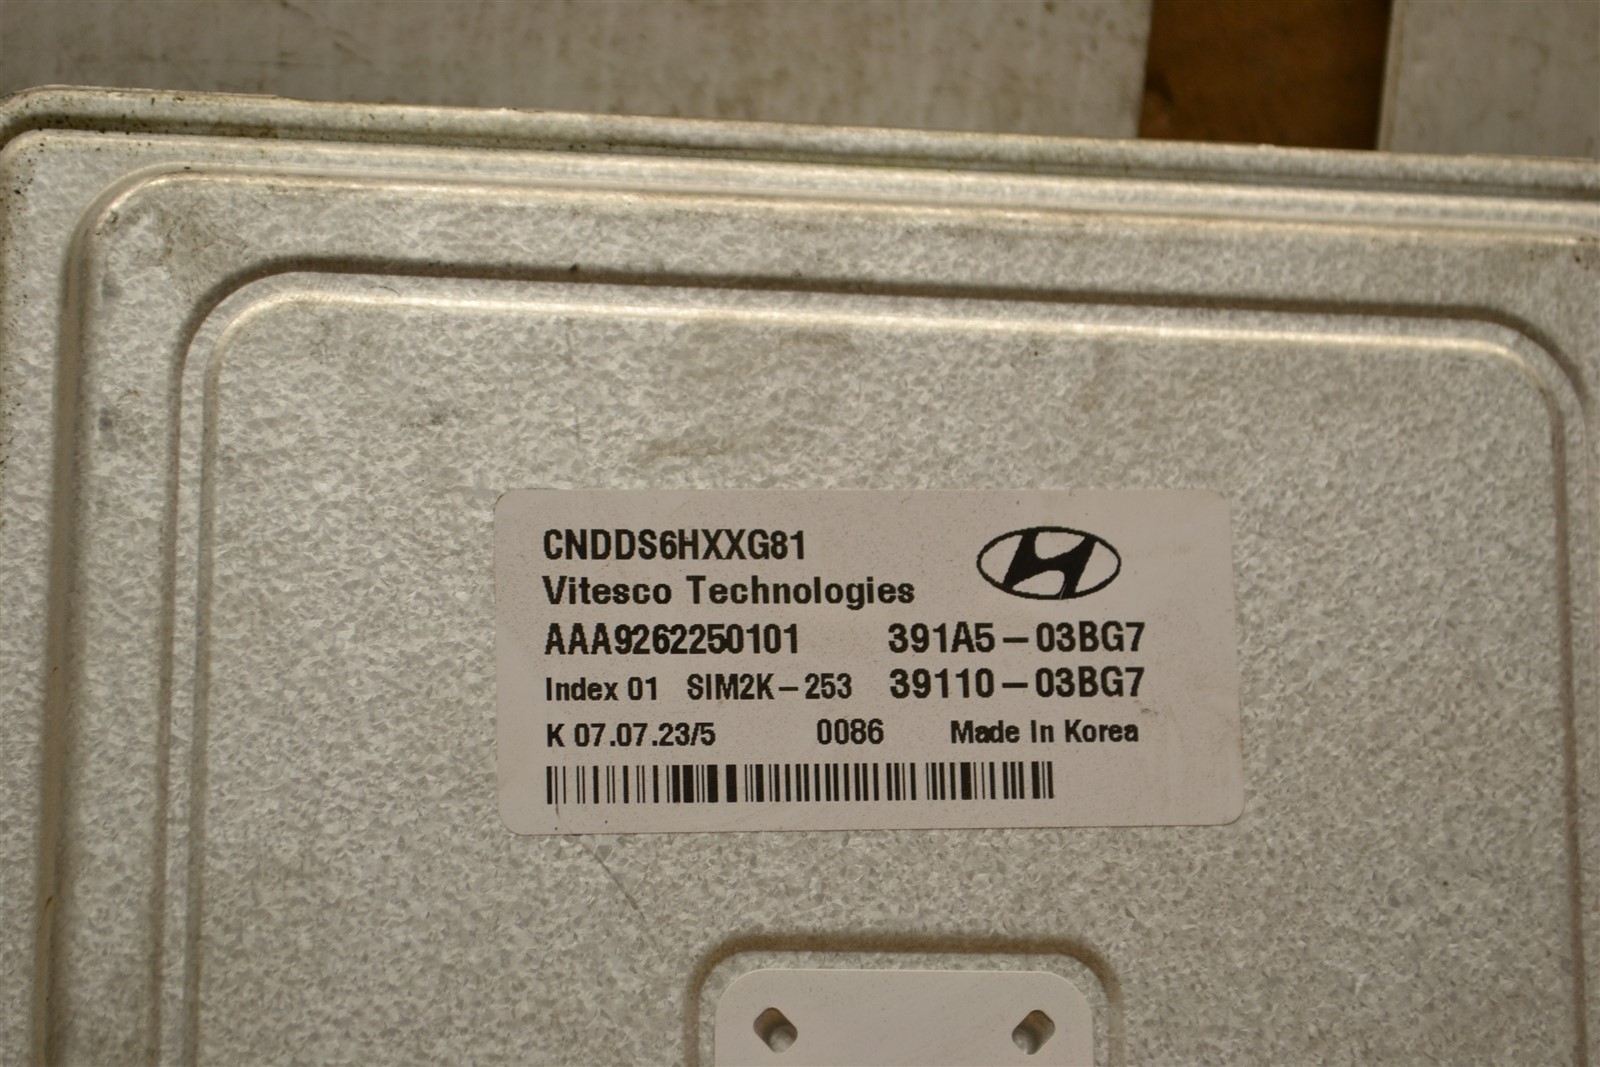 CNDDS6HXXG81
Vitesco Technologies
AAA9262250101 391A5-03BG7
Index 01 SIM2K-253 39110-03BG7
K 07.07.23/5 0086 Made In Korea